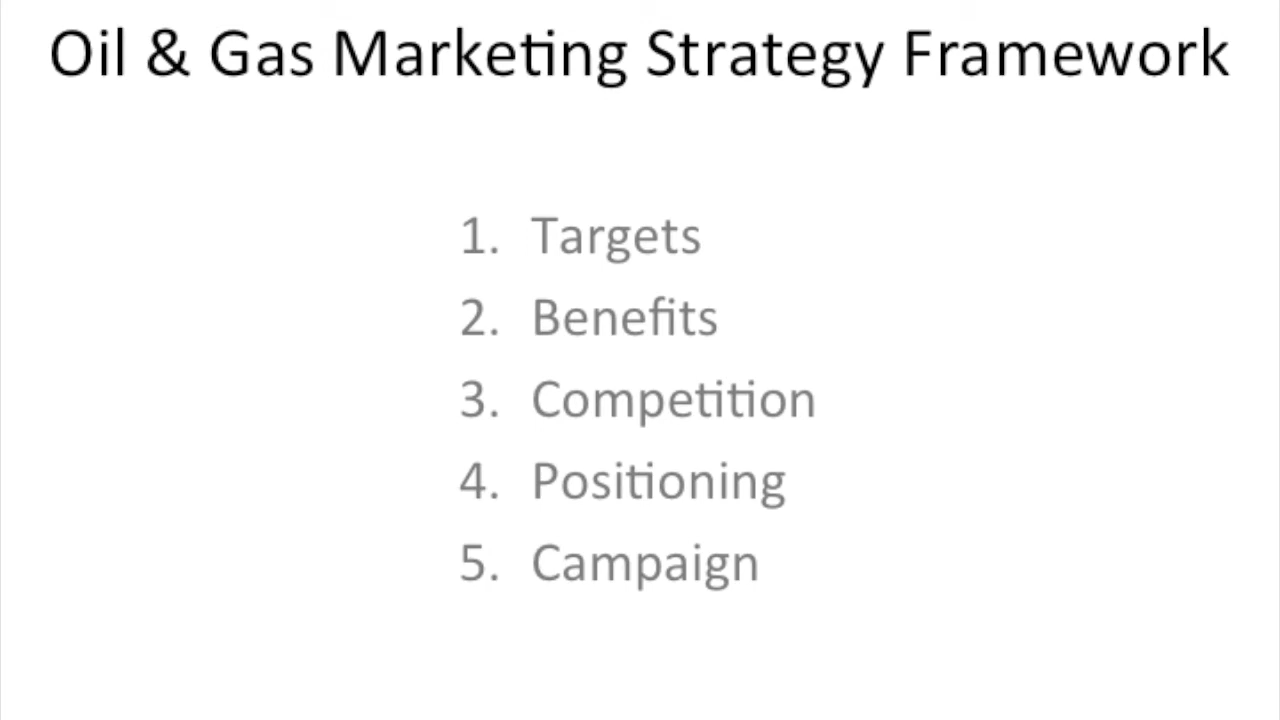 Oil & Gas Marketing Strategy Framework
1. Targets
2. Benefits
3. Competition
4. Positioning
5. Campaign